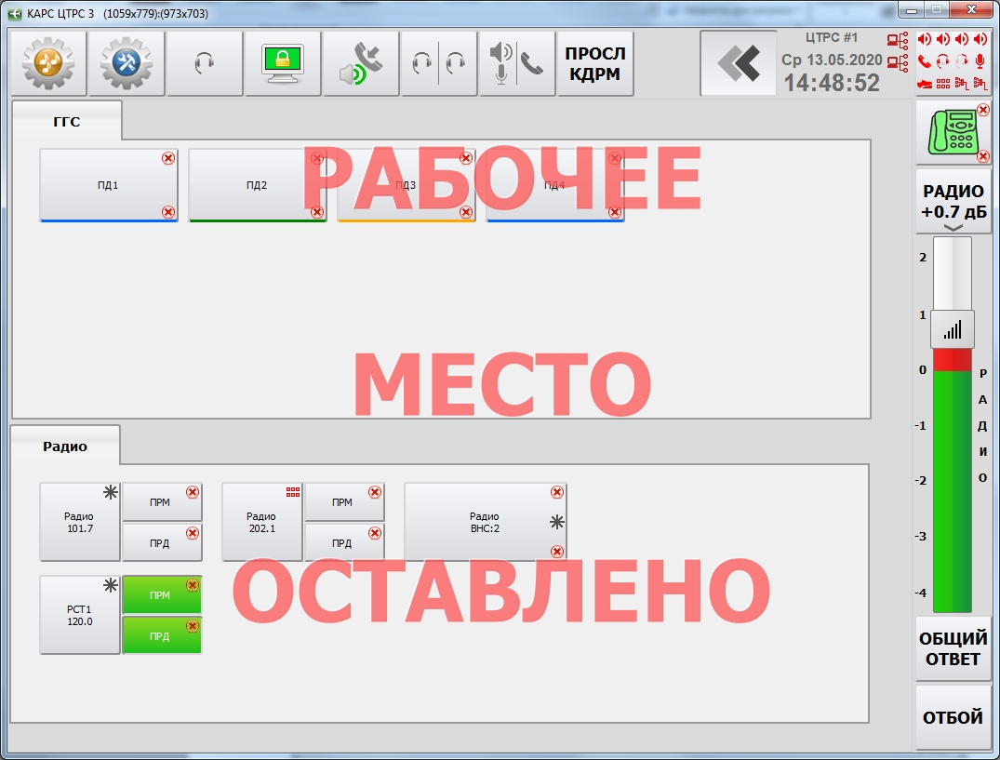 КАРС ЦТРС 3 (1059x779):(973x703)
ПРОСЛ
КДРМ
ЦТРС #1
Ср 13.05.2020
14:48:52
ГГС
ПД1
ПД2
ПД3
ПД4
РАБОЧЕЕ
МЕСТО
ОСТАВЛЕНО
РАДИО
+0.7 дБ
2
1
0
-1
-2
-3
-4
РАДИО
Радио
Радио
101.7
ПРМ
ПРД
Радио
202.1
ПРМ
ПРД
Радио
ВНС:2
РСТ1
120.0
ПРМ
ПРД
ОБЩИЙ
ОТВЕТ
ОТБОЙ